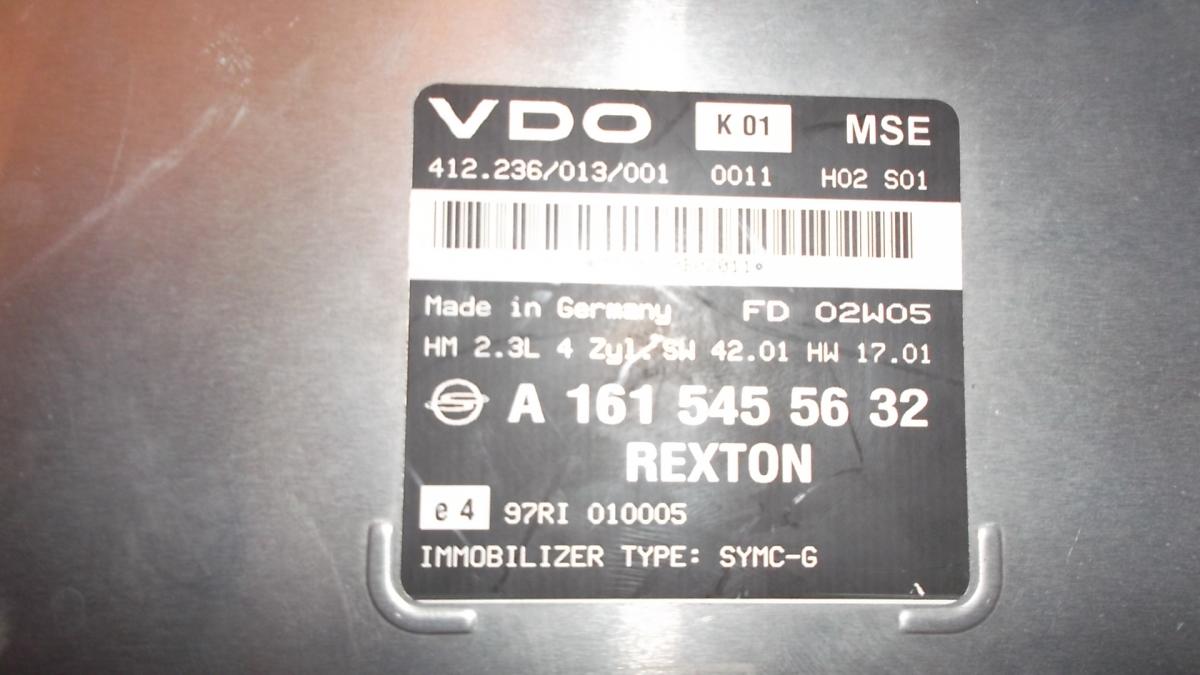 VDO K 01 MSE
412.236/013/001 0011 H02 S01
Made in Germany FD 02W05
HM 2.3L 4 Zyl. SW 42.01 HW 17.01
A 161 545 56 32
REXTON
e 4 97RI 010005
IMMOBILIZER TYPE: SYMC-G